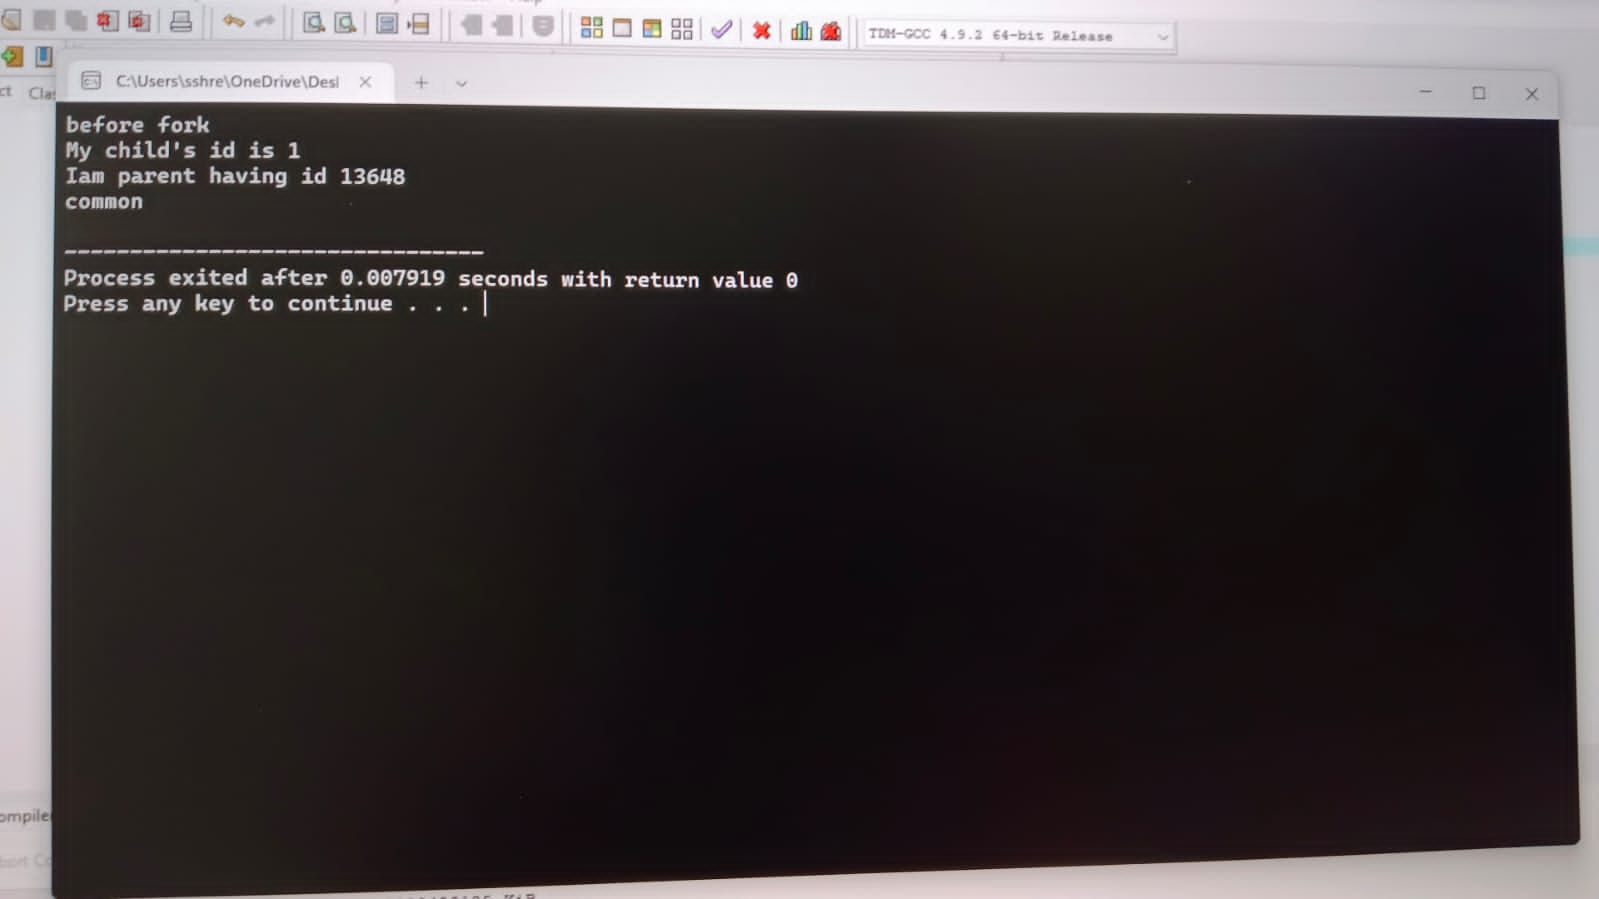 TDM-GCC 4.9.2 64-bit Release
C:\Users\sshre\OneDrive\Desl
ct Clas
before fork
My child's id is 1
Iam parent having id 13648
common
--------------------------------
Process exited after 0.007919 seconds with return value 0
Press any key to continue . . .
ompiler